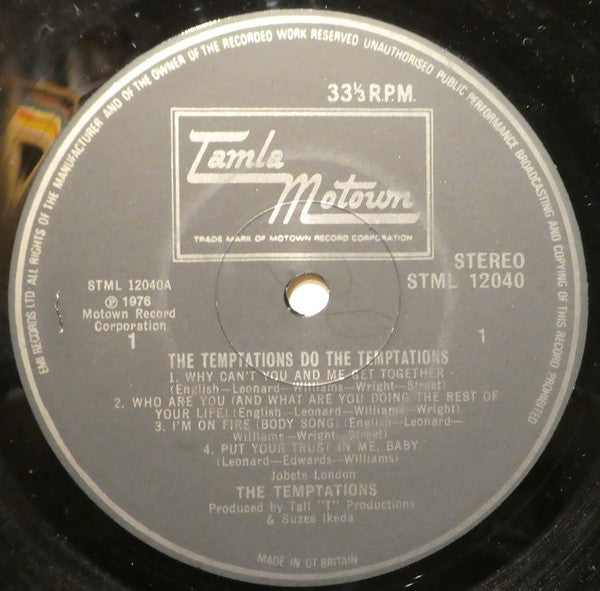 EMI RECORDS LTD ALL RIGHTS OF THE MANUFACTURER AND OF THE OWNER OF THE RECORDED WORK RESERVED UNAUTHORISED PUBLIC PERFORMANCE BROADCASTING AND COPYING OF THIS RECORD PROHIBITED
33⅓ R.P.M.
Tamla
Motown
TRADE MARK OF MOTOWN RECORD CORPORATION
STEREO
STML 12040
STML 12040A
Ⓟ 1976
Motown Record
Corporation
1
1
THE TEMPTATIONS DO THE TEMPTATIONS
1. WHY CAN'T YOU AND ME GET TOGETHER
(English—Leonard—Williams—Wright—Street)
2. WHO ARE YOU (AND WHAT ARE YOU DOING THE REST OF
YOUR LIFE) (English—Leonard—Williams—Wright)
3. I'M ON FIRE (BODY SONG) (English—Leonard—
Williams—Wright—Street)
4. PUT YOUR TRUST IN ME, BABY
(Leonard—Edwards—Williams)
Jobete London
THE TEMPTATIONS
Produced by Tall "T" Productions
& Suzee Ikeda
MADE IN GT BRITAIN